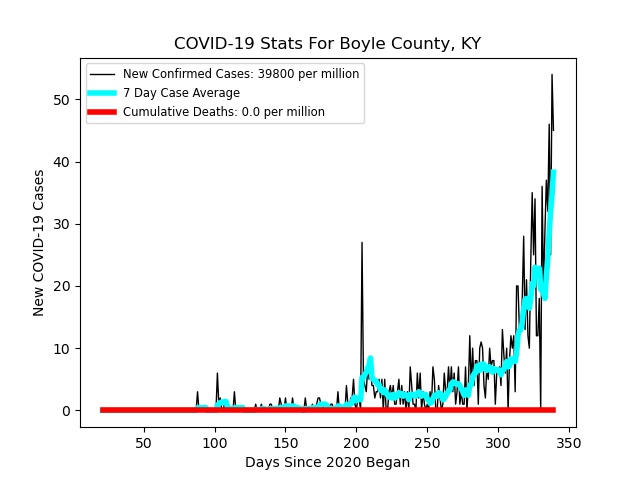 COVID-19 Stats For Boyle County, KY
New Confirmed Cases: 39800 per million
7 Day Case Average
Cumulative Deaths: 0.0 per million
New COVID-19 Cases
50
40
30
20
10
0
50 100 150 200 250 300 350
Days Since 2020 Began